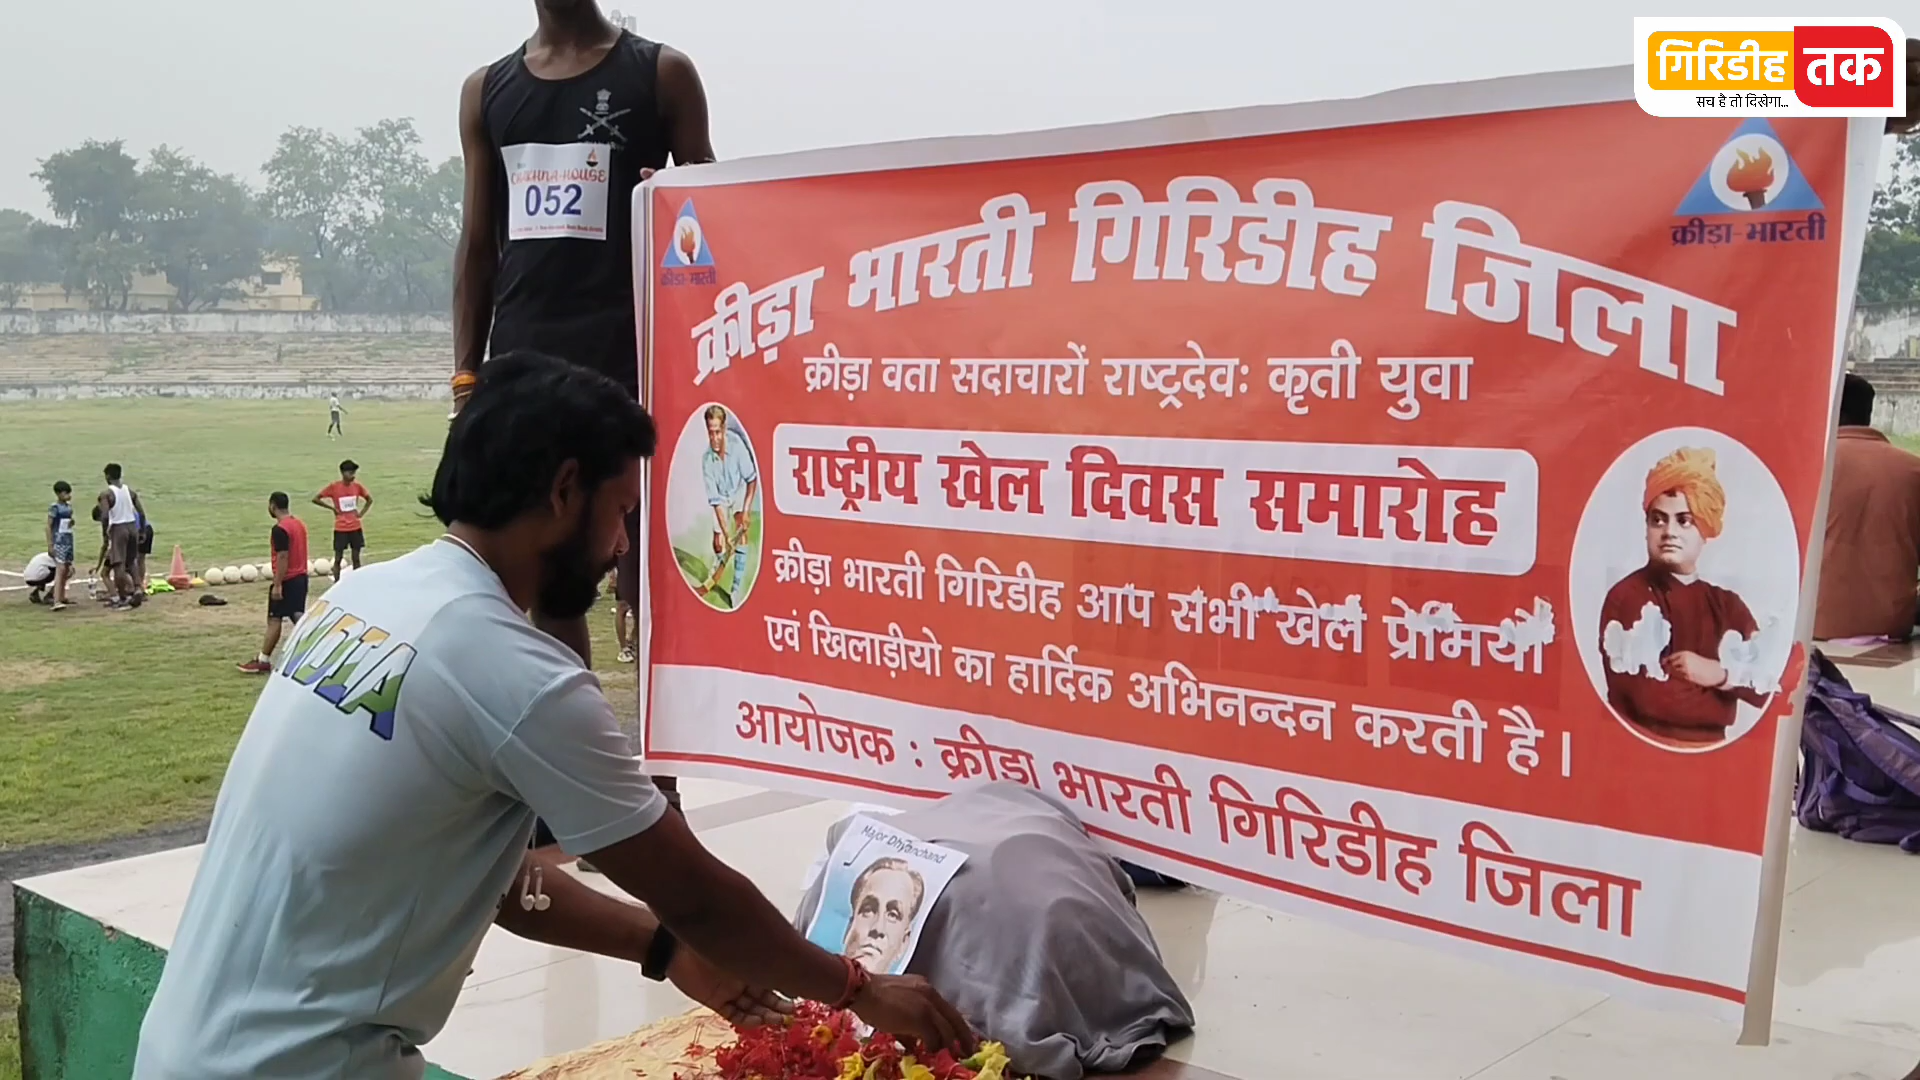 गिरिडीह तक
सच है तो दिखेगा...
052
क्रीड़ा-भारती
क्रीड़ा-भारती
क्रीड़ा भारती गिरिडीह जिला
क्रीड़ा वता सदाचारों राष्ट्रदेवः कृती युवा
राष्ट्रीय खेल दिवस समारोह
क्रीड़ा भारती गिरिडीह आप सभी खेल प्रेमियों
एवं खिलाड़ीयो का हार्दिक अभिनन्दन करती है।
आयोजक : क्रीड़ा भारती गिरिडीह जिला
INDIA
Major Dhyanchand